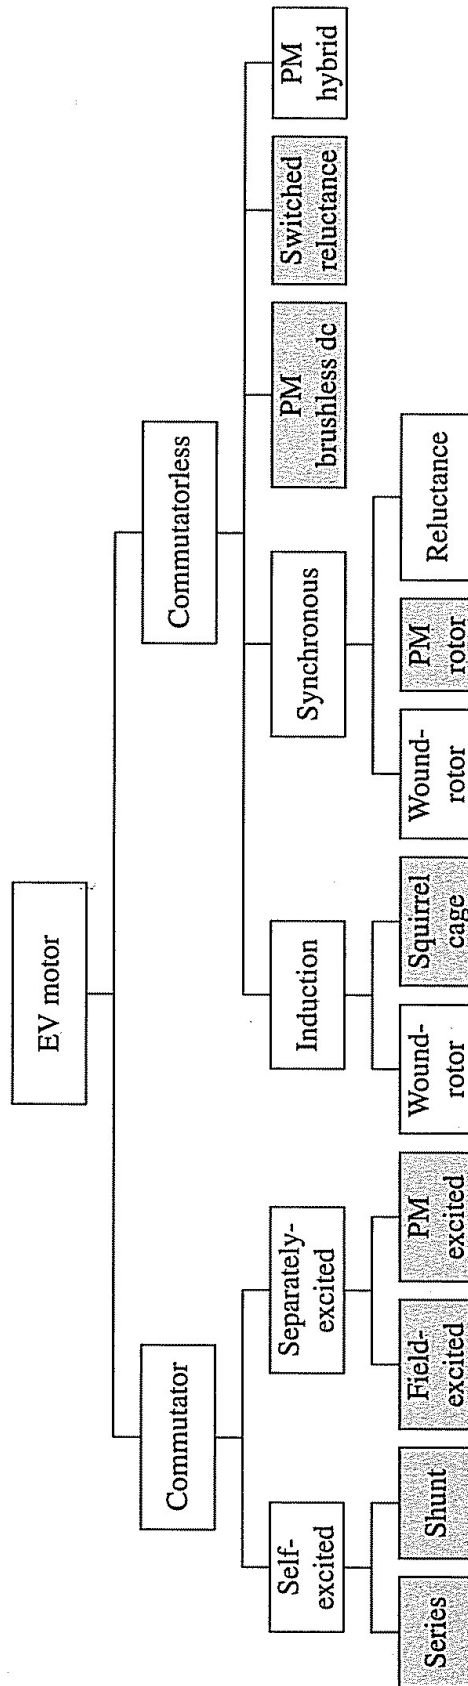 EV motor
Commutator
Commutatorless
Self-
excited
Separately-
excited
Induction
Synchronous
PM
brushless dc
Switched
reluctance
PM
hybrid
Series
Shunt
Field-
excited
PM
excited
Wound-
rotor
Squirrel
cage
Wound-
rotor
PM
rotor
Reluctance